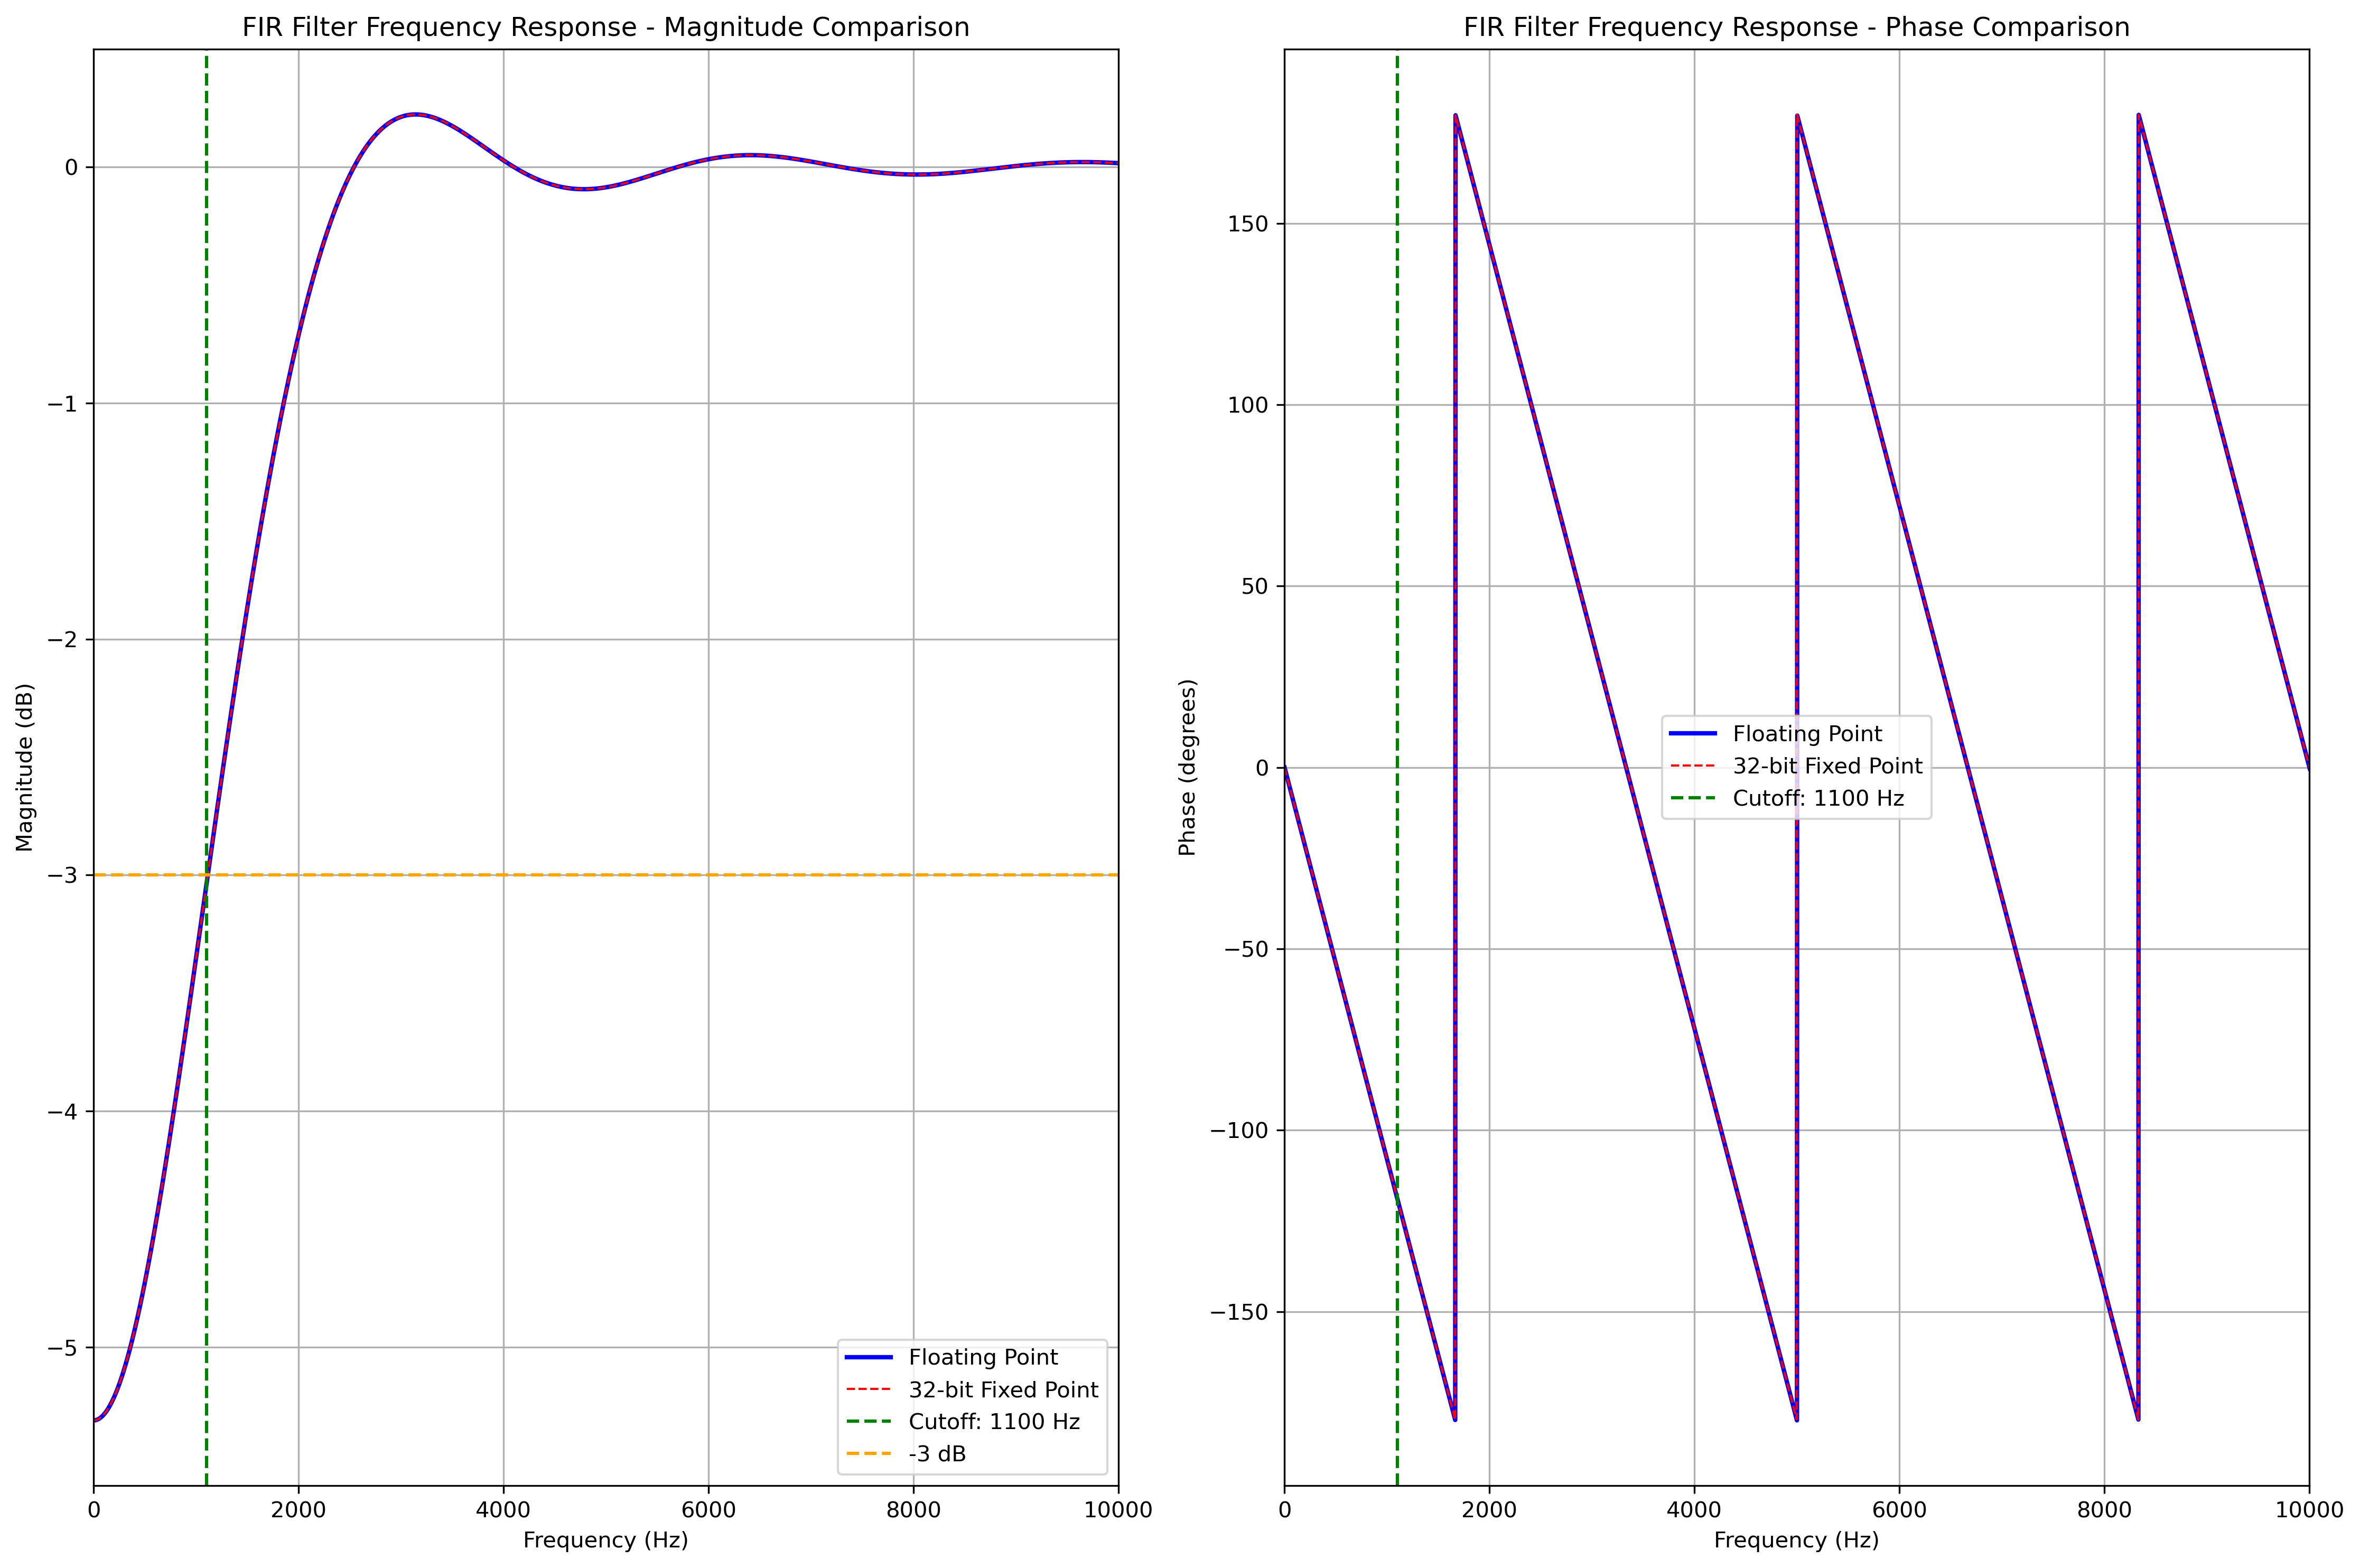 FIR Filter Frequency Response - Magnitude Comparison
Magnitude (dB)
0
−1
−2
−3
−4
−5
0 2000 4000 6000 8000 10000
Frequency (Hz)
Floating Point
32-bit Fixed Point
Cutoff: 1100 Hz
-3 dB
FIR Filter Frequency Response - Phase Comparison
Phase (degrees)
150
100
50
0
−50
−100
−150
0 2000 4000 6000 8000 10000
Frequency (Hz)
Floating Point
32-bit Fixed Point
Cutoff: 1100 Hz